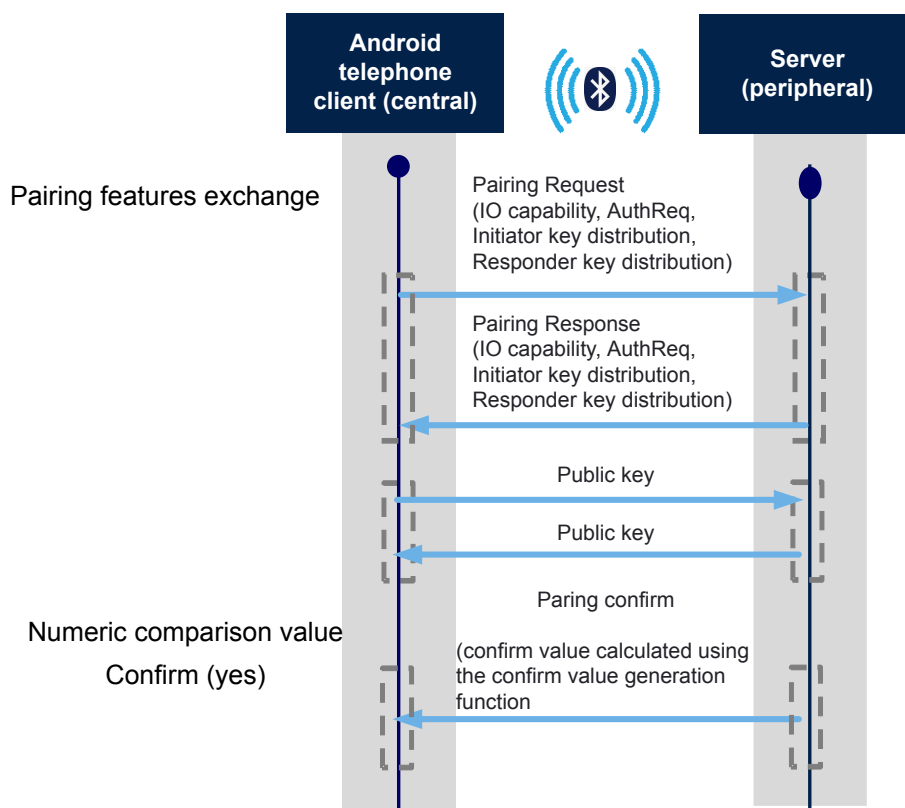 Android
telephone
client (central)
Server
(peripheral)
Pairing features exchange
Pairing Request
(IO capability, AuthReq,
Initiator key distribution,
Responder key distribution)
Pairing Response
(IO capability, AuthReq,
Initiator key distribution,
Responder key distribution)
Public key
Public key
Paring confirm
Numeric comparison value
Confirm (yes)
(confirm value calculated using
the confirm value generation
function